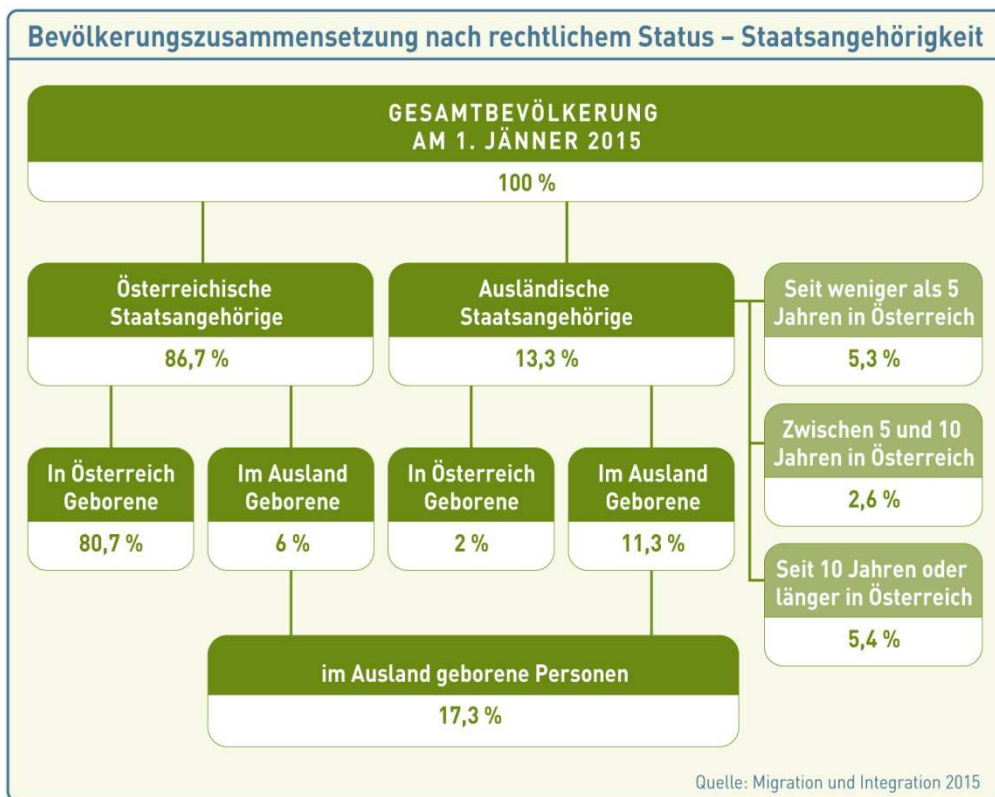 Bevölkerungszusammensetzung nach rechtlichem Status – Staatsangehörigkeit
GESAMTBEVÖLKERUNG
AM 1. JÄNNER 2015
100 %
Österreichische
Staatsangehörige
86,7 %
Ausländische
Staatsangehörige
13,3 %
Seit weniger als 5
Jahren in Österreich
5,3 %
Zwischen 5 und 10
Jahren in Österreich
2,6 %
Seit 10 Jahren oder
länger in Österreich
5,4 %
In Österreich
Geborene
80,7 %
Im Ausland
Geborene
6 %
In Österreich
Geborene
2 %
Im Ausland
Geborene
11,3 %
im Ausland geborene Personen
17,3 %
Quelle: Migration und Integration 2015